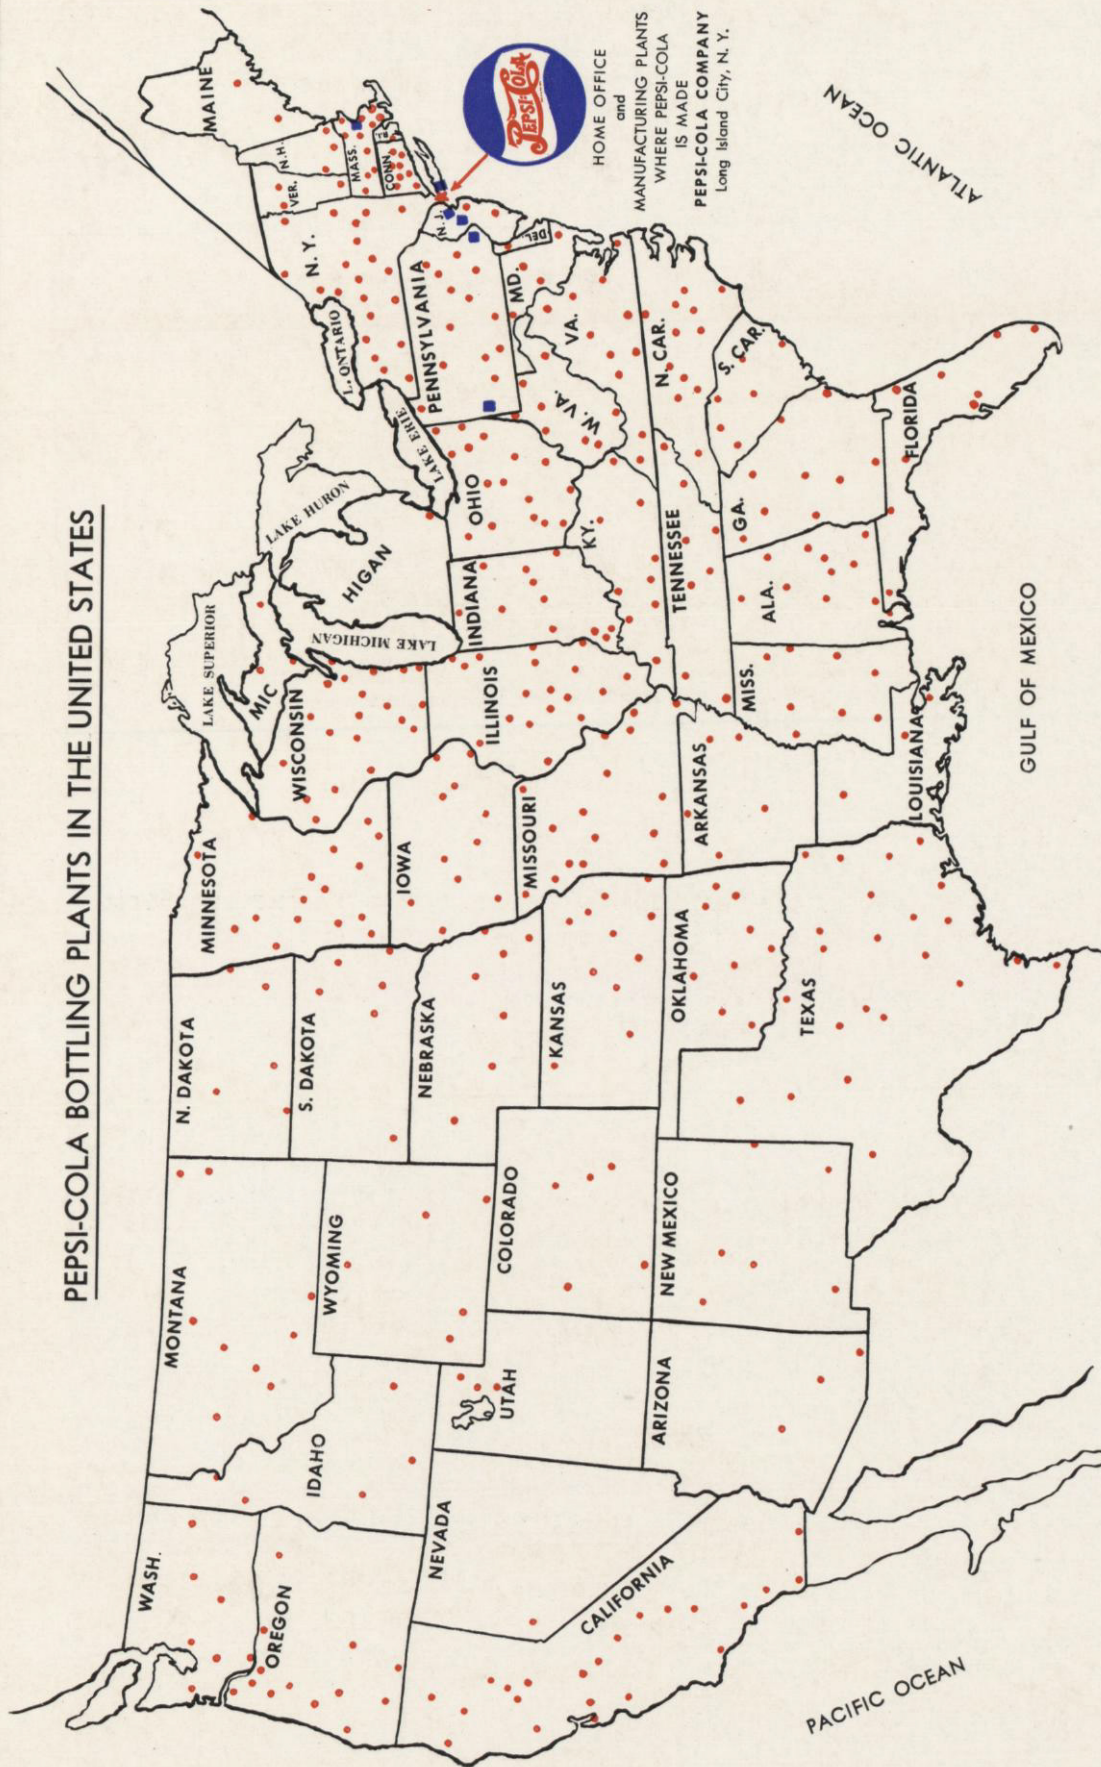 PEPSI-COLA BOTTLING PLANTS IN THE UNITED STATES
WASH.
OREGON
CALIFORNIA
NEVADA
IDAHO
MONTANA
WYOMING
UTAH
ARIZONA
COLORADO
NEW MEXICO
N. DAKOTA
S. DAKOTA
NEBRASKA
KANSAS
OKLAHOMA
TEXAS
MINNESOTA
IOWA
MISSOURI
ARKANSAS
LOUISIANA
WISCONSIN
ILLINOIS
MIC
HIGAN
LAKE SUPERIOR
LAKE MICHIGAN
LAKE HURON
INDIANA
OHIO
KY.
TENNESSEE
MISS.
ALA.
GA.
FLORIDA
S. CAR.
N. CAR.
VA.
W. VA.
MD.
DEL.
PENNSYLVANIA
LAKE ERIE
L. ONTARIO
N. Y.
N. J.
CONN.
MASS.
VER.
N. H.
MAINE
PEPSI-COLA
HOME OFFICE
and
MANUFACTURING PLANTS
WHERE PEPSI-COLA
IS MADE
PEPSI-COLA COMPANY
Long Island City, N. Y.
ATLANTIC OCEAN
GULF OF MEXICO
PACIFIC OCEAN